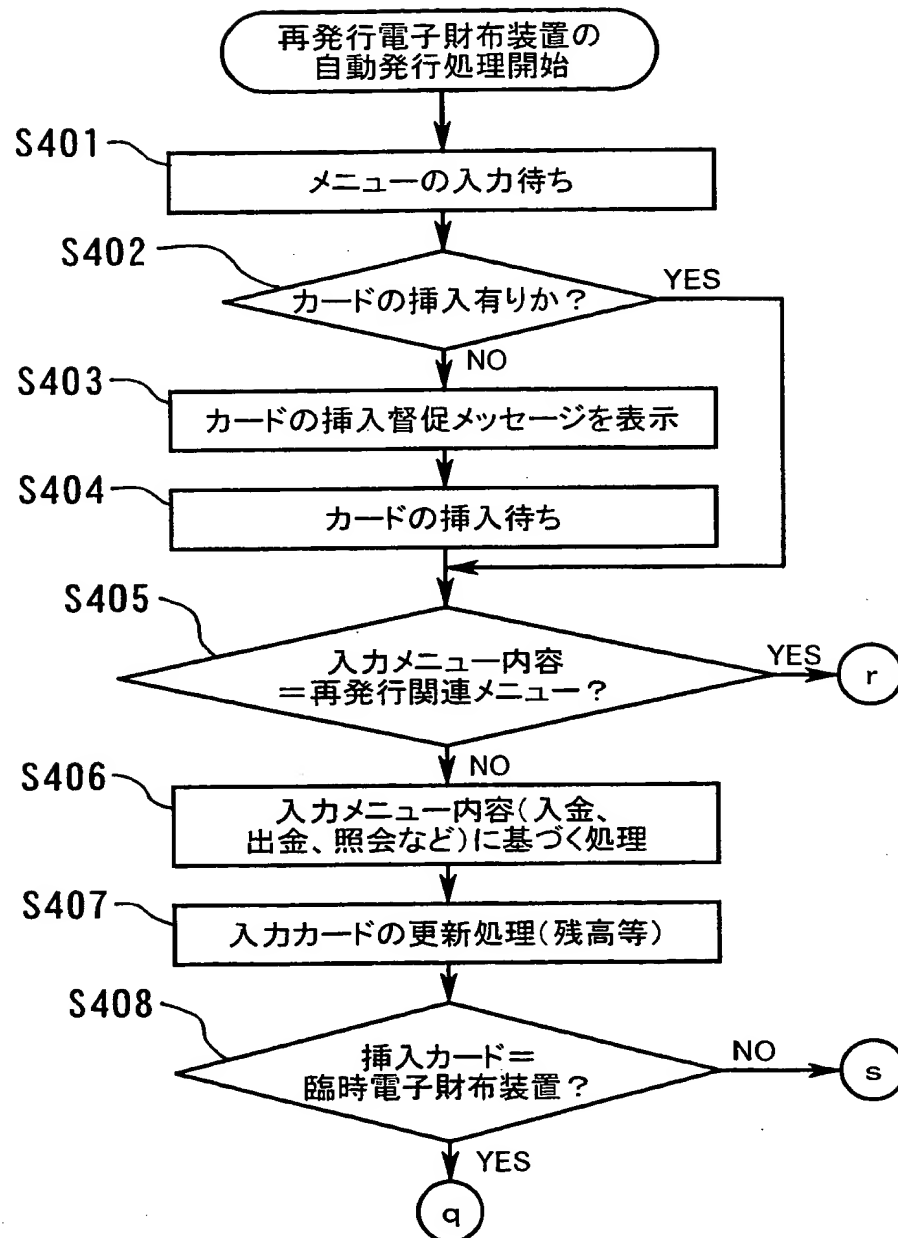 再発行電子財布装置の
自動発行処理開始
S401
メニューの入力待ち
S402
カードの挿入有りか？
YES
NO
S403
カードの挿入督促メッセージを表示
S404
カードの挿入待ち
S405
入力メニュー内容
＝再発行関連メニュー？
YES
r
NO
S406
入力メニュー内容（入金、
出金、照会など）に基づく処理
S407
入力カードの更新処理（残高等）
S408
挿入カード＝
臨時電子財布装置？
NO
s
YES
q